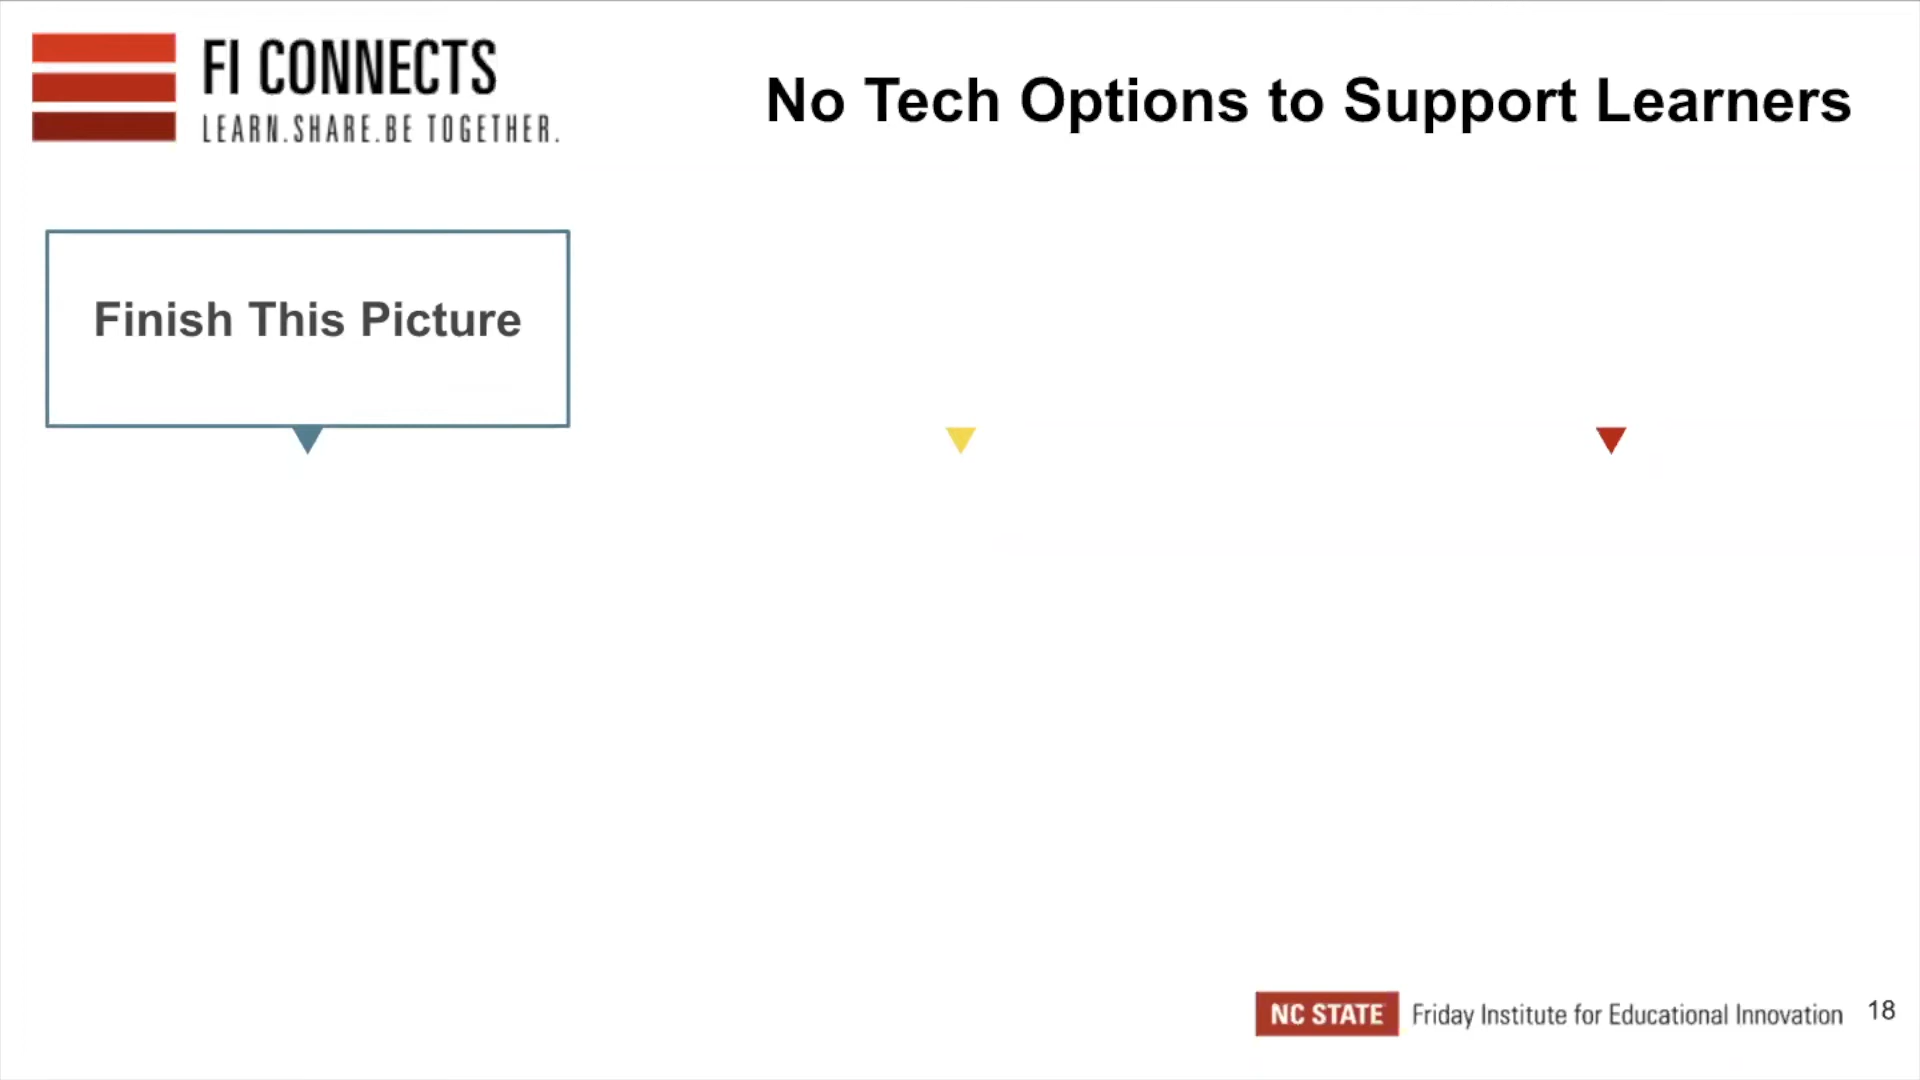 FI CONNECTS
LEARN.SHARE.BE TOGETHER.
No Tech Options to Support Learners
Finish This Picture
NC STATE Friday Institute for Educational Innovation 18